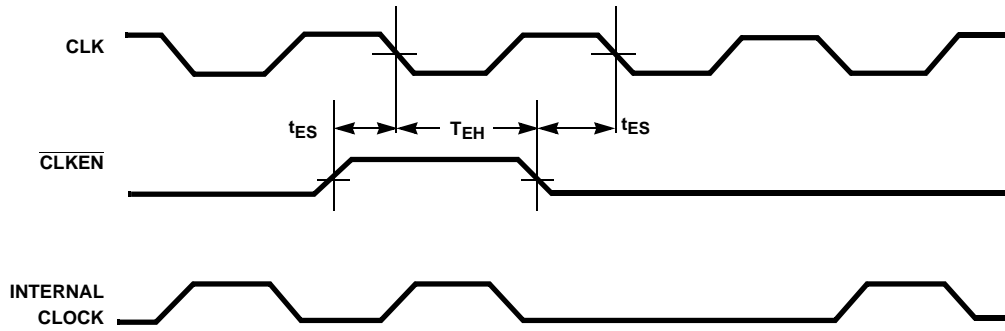 CLK
tES TEH tES
CLKEN
INTERNAL
CLOCK